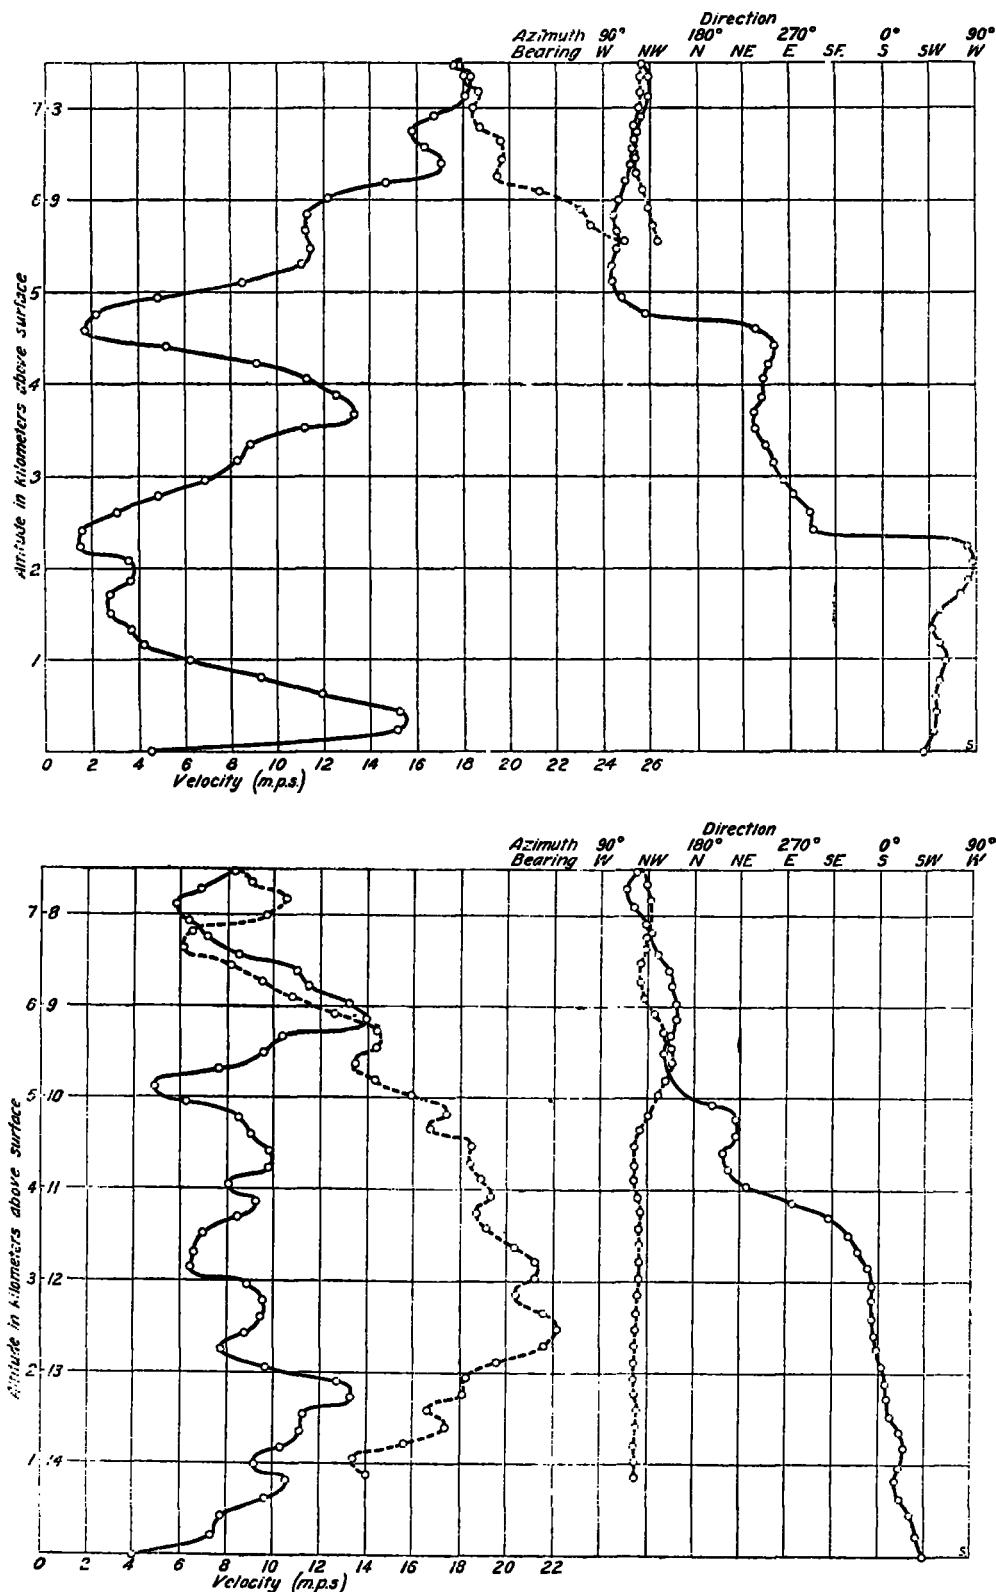 Direction
Azimuth 90° 180° 270° 0° 90°
Bearing W NW N NE E SE S SW W
7-8
6-9
5
4
3
2
1
Altitude in kilometers above surface
S
0 2 4 6 8 10 12 14 16 18 20 22 24 26
Velocity (m.p.s.)
Direction
Azimuth 90° 180° 270° 0° 90°
Bearing W NW N NE E SE S SW W
7-8
6-9
5-10
4-11
3-12
2-13
1-14
Altitude in kilometers above surface
S
0 2 4 6 8 10 12 14 16 18 20 22
Velocity (m.p.s.)